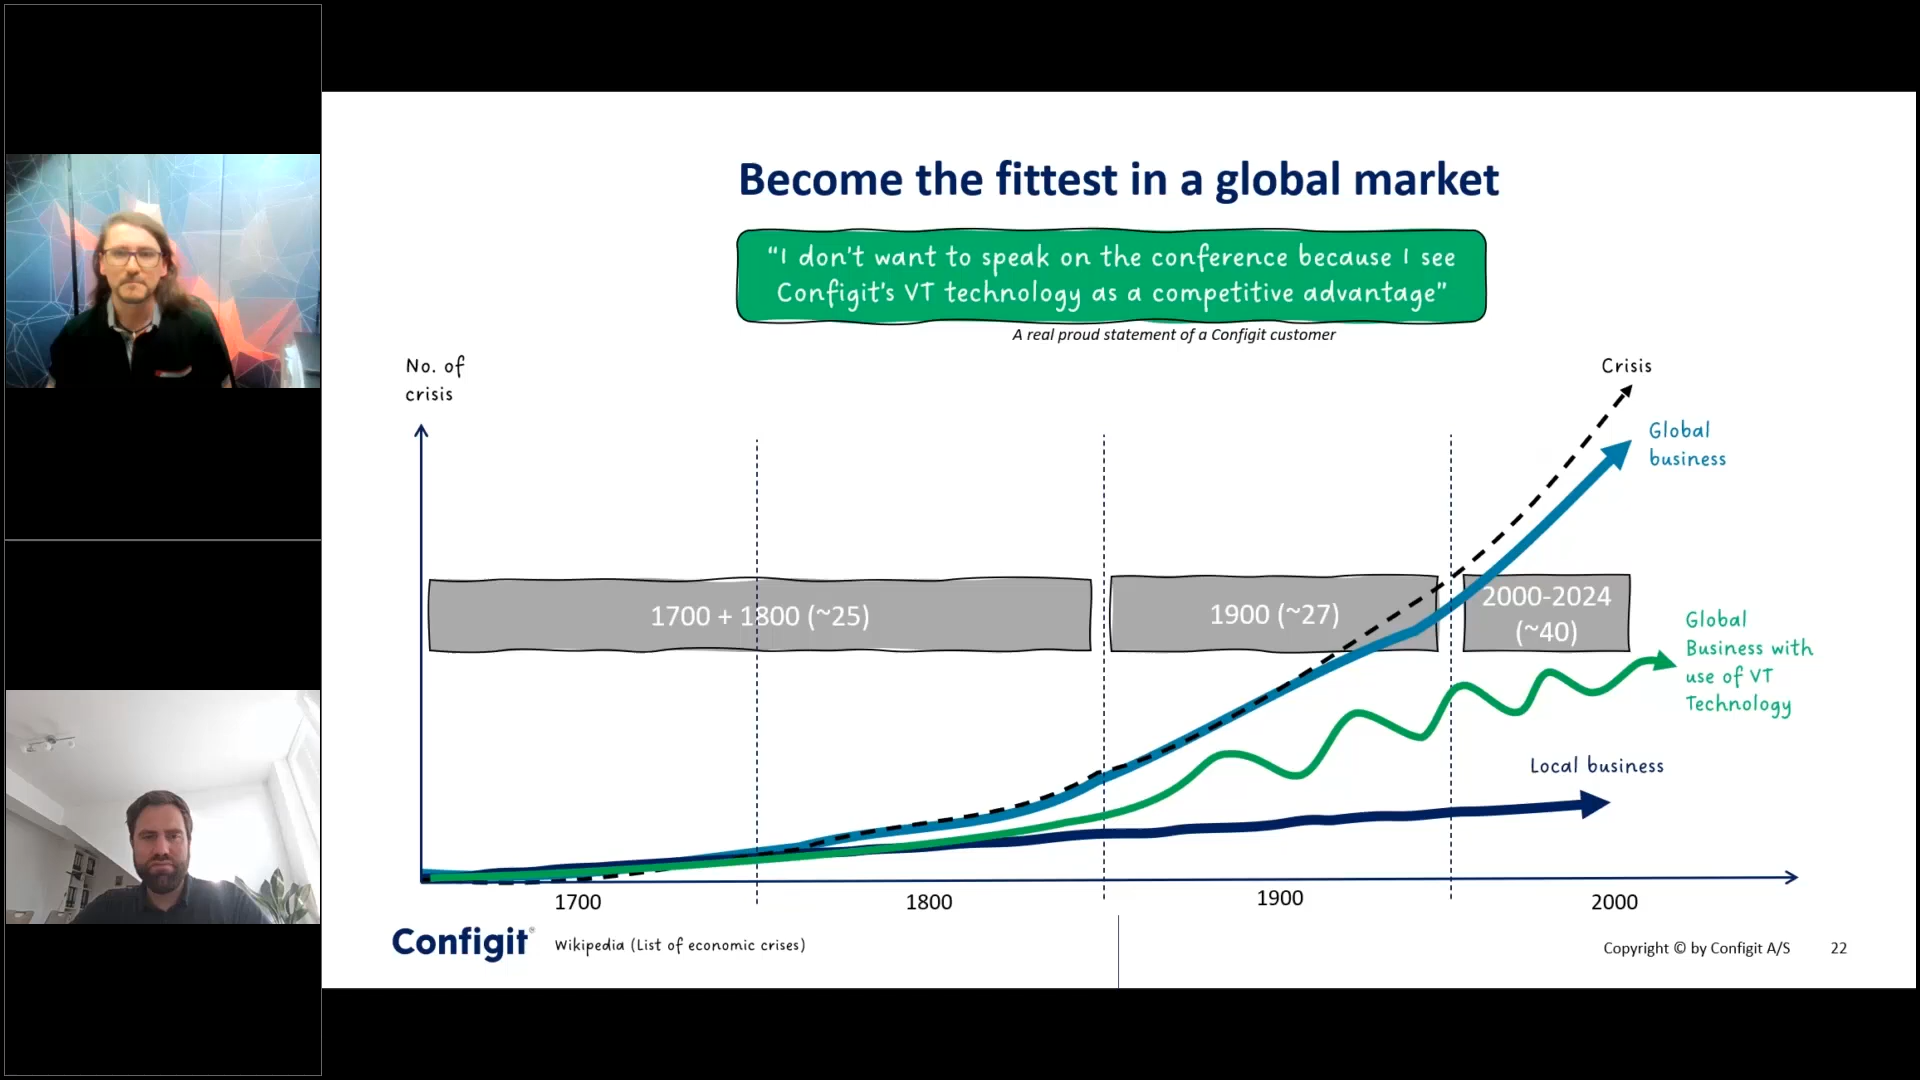 Become the fittest in a global market
“I don't want to speak on the conference because I see
Configit's VT technology as a competitive advantage”
A real proud statement of a Configit customer
No. of
crisis
Crisis
Global
business
1700 + 1800 (~25)
1900 (~27)
2000-2024
(~40)
Global
Business with
use of VT
Technology
Local business
1700
1800
1900
2000
Configit®
Wikipedia (List of economic crises)
Copyright © by Configit A/S
22